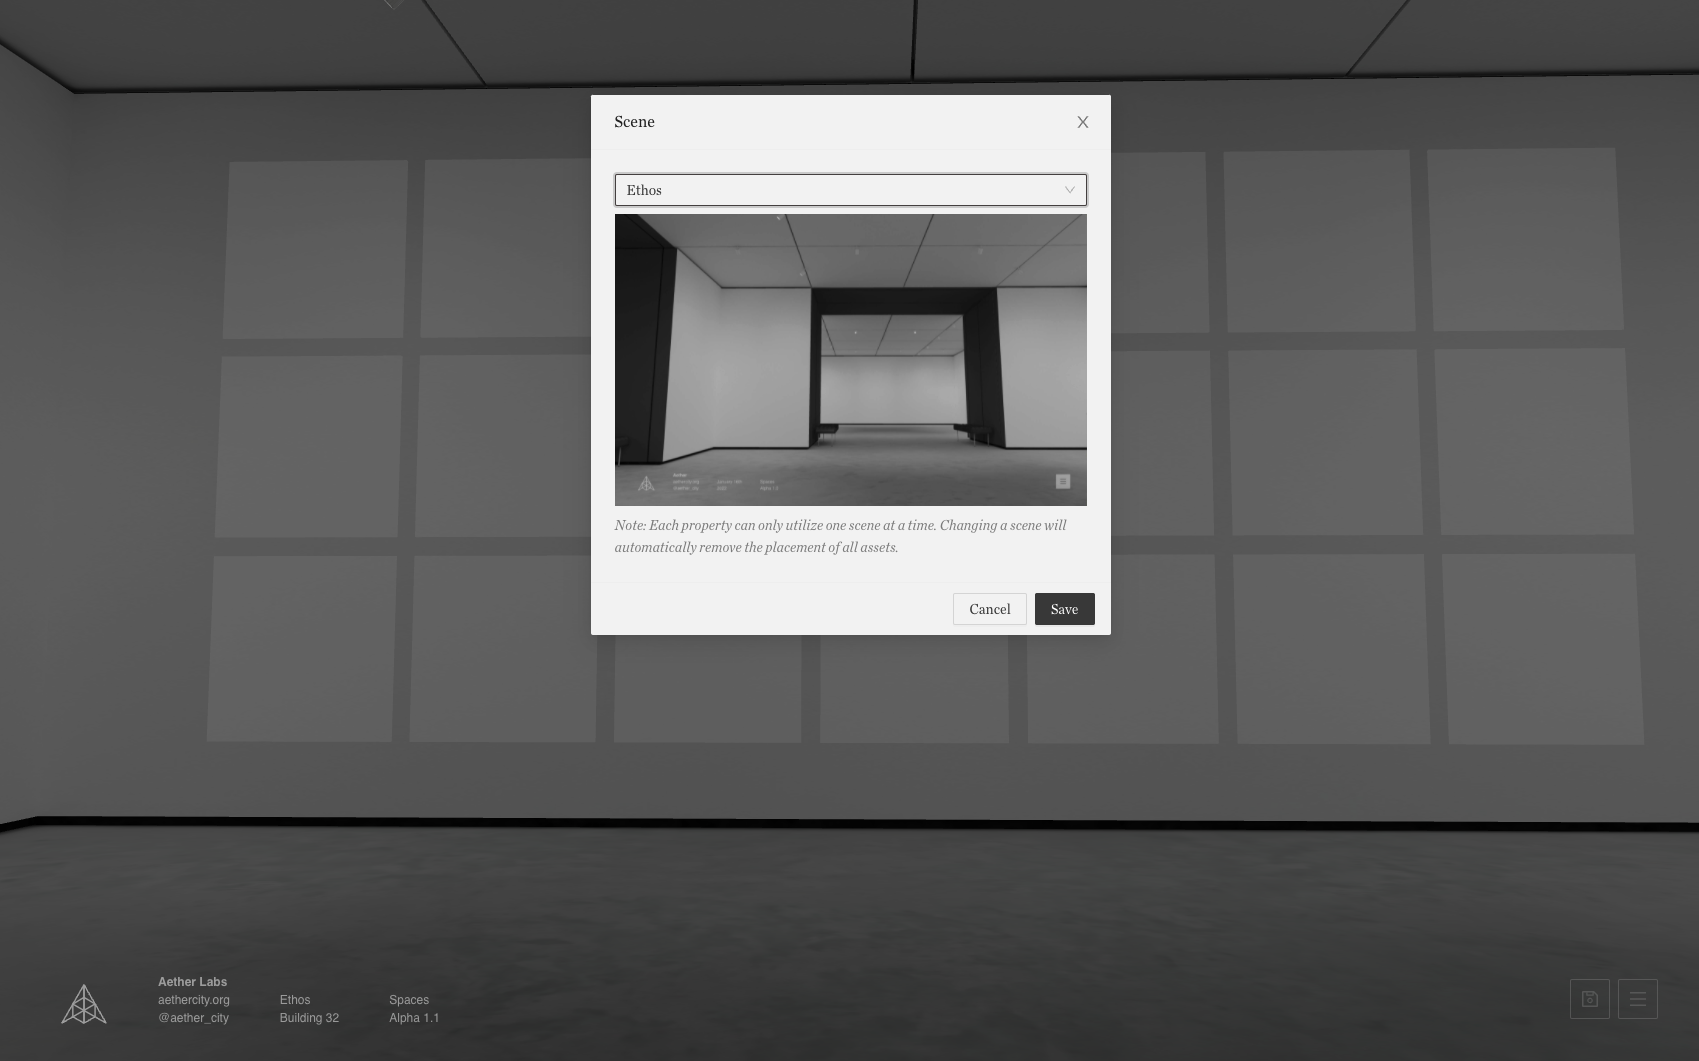 Scene
Ethos
Note: Each property can only utilize one scene at a time. Changing a scene will
automatically remove the placement of all assets.
Cancel
Save
Aether Labs
aethercity.org
@aether_city
Ethos
Building 32
Spaces
Alpha 1.1